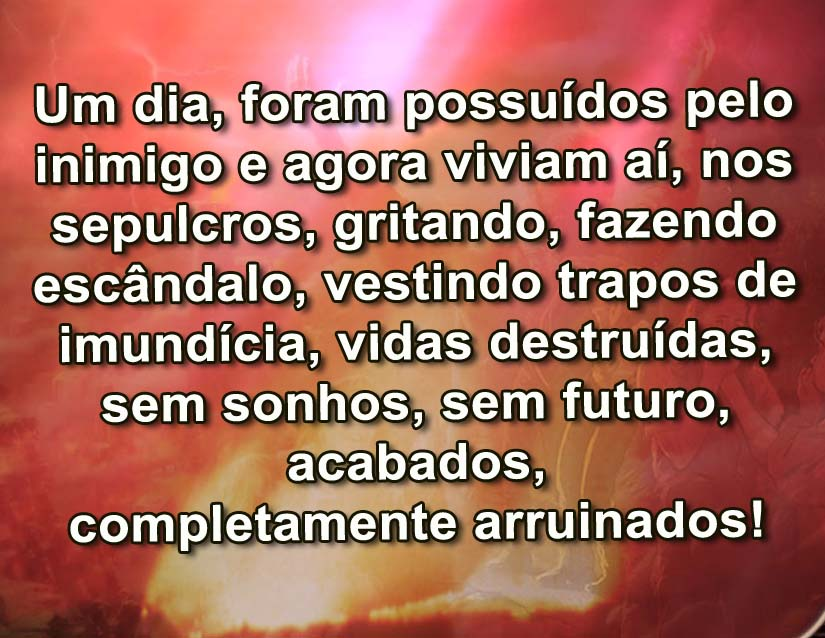 Um dia, foram possuídos pelo
inimigo e agora viviam aí, nos
sepulcros, gritando, fazendo
escândalo, vestindo trapos de
imundícia, vidas destruídas,
sem sonhos, sem futuro,
acabados,
completamente arruinados!